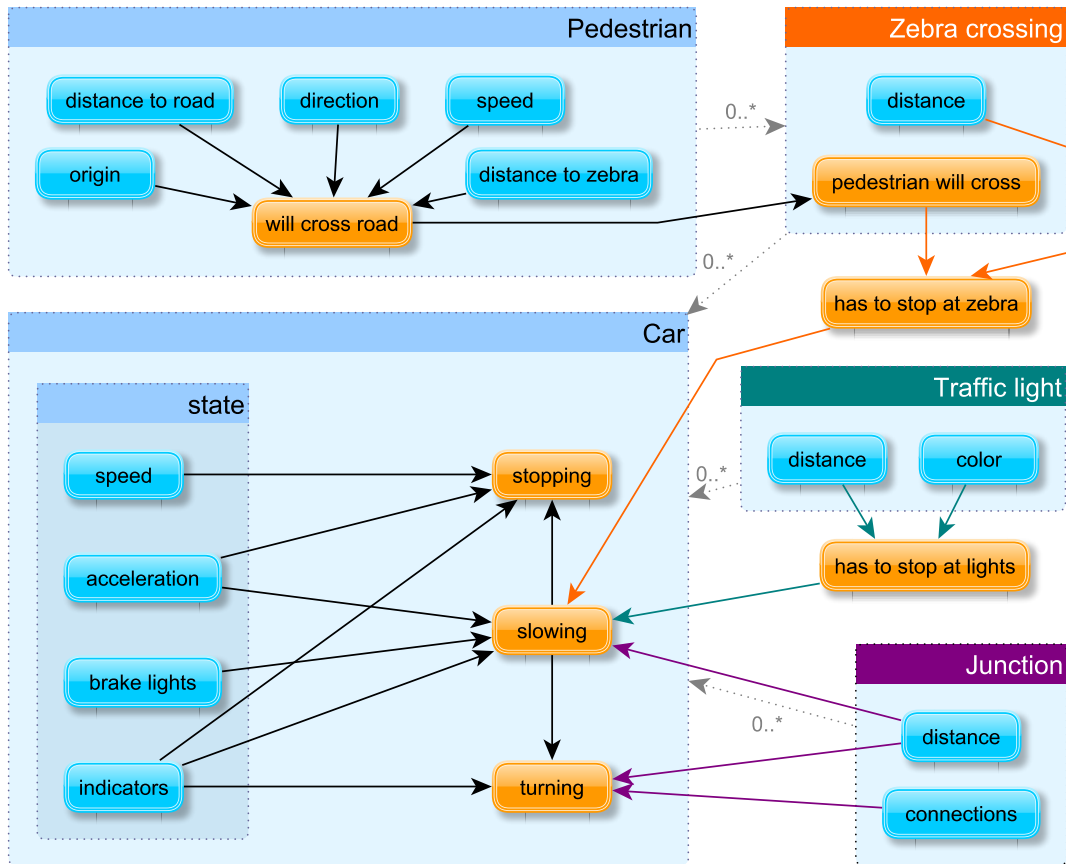 Pedestrian
distance to road
direction
speed
origin
distance to zebra
will cross road
0..*
Zebra crossing
distance
pedestrian will cross
0..*
has to stop at zebra
Car
state
speed
acceleration
brake lights
indicators
stopping
slowing
turning
Traffic light
distance
color
0..*
has to stop at lights
Junction
0..*
distance
connections